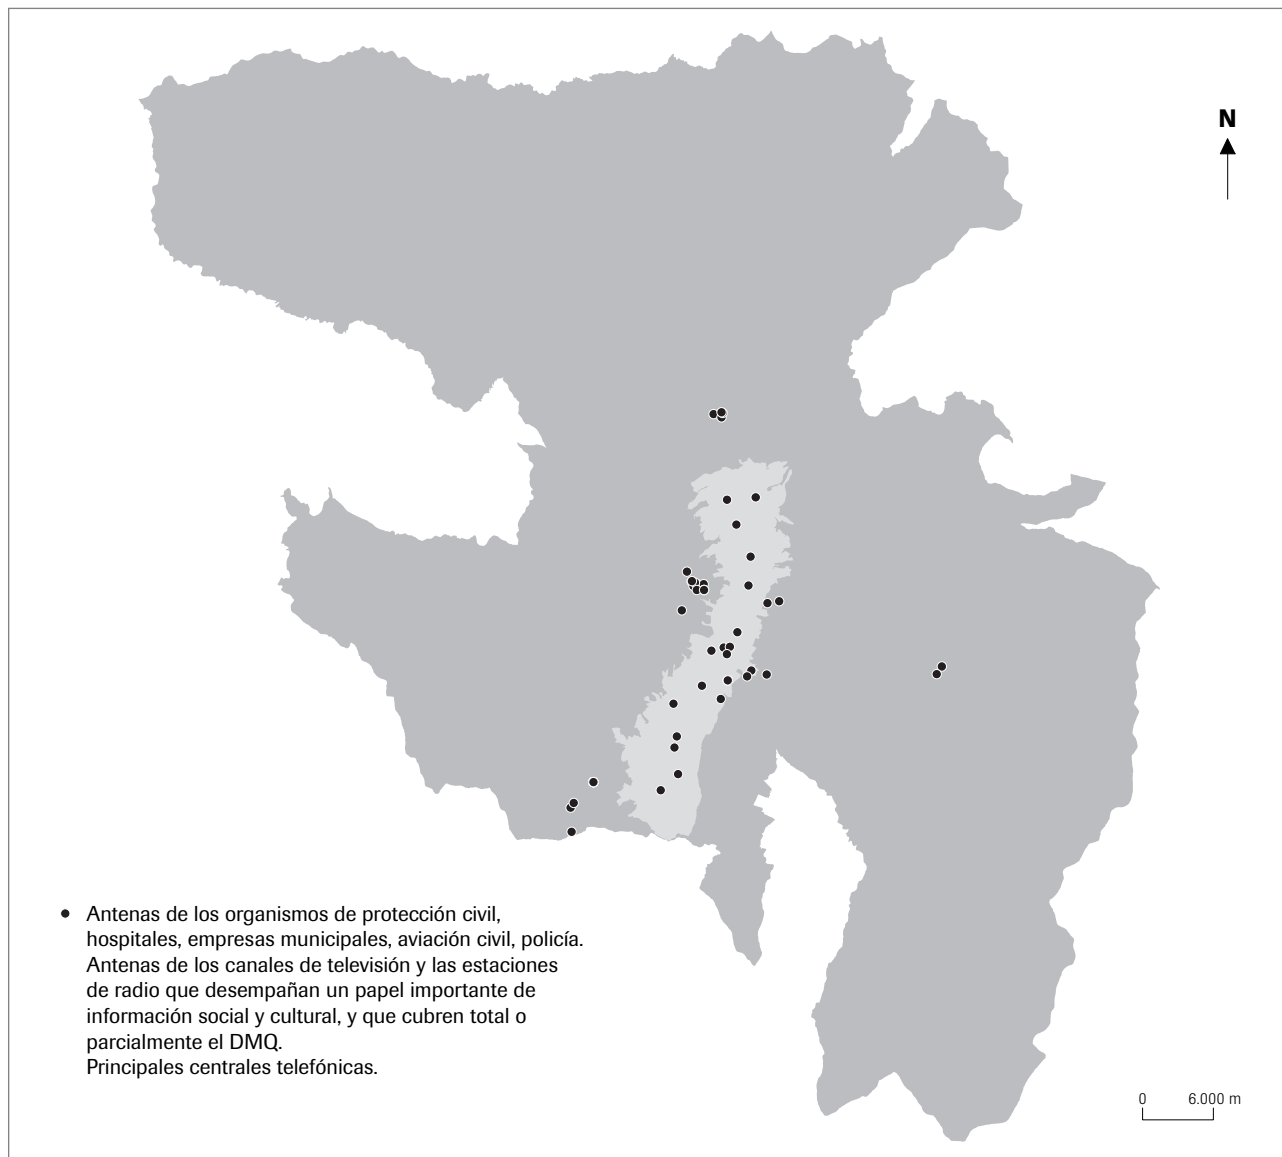 N
Antenas de los organismos de protección civil,
hospitales, empresas municipales, aviación civil, policía.
Antenas de los canales de televisión y las estaciones
de radio que desempañan un papel importante de
información social y cultural, y que cubren total o
parcialmente el DMQ.
Principales centrales telefónicas.
0 6.000 m